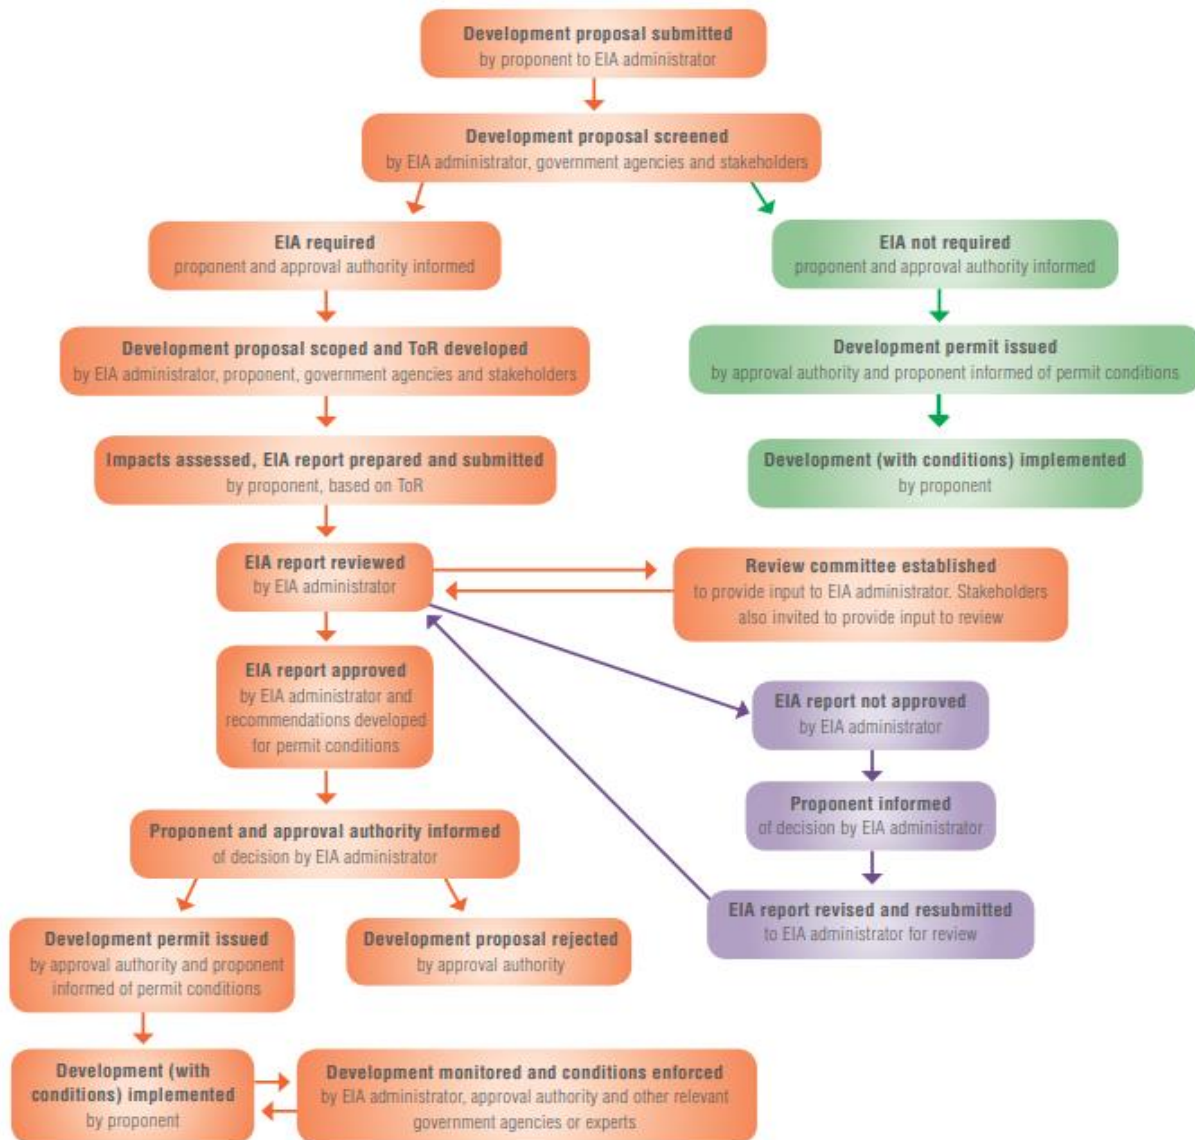 Development proposal submitted
by proponent to EIA administrator
Development proposal screened
by EIA administrator, government agencies and stakeholders
EIA required
proponent and approval authority informed
EIA not required
proponent and approval authority informed
Development proposal scoped and ToR developed
by EIA administrator, proponent, government agencies and stakeholders
Development permit issued
by approval authority and proponent informed of permit conditions
Impacts assessed, EIA report prepared and submitted
by proponent, based on ToR
Development (with conditions) implemented
by proponent
EIA report reviewed
by EIA administrator
Review committee established
to provide input to EIA administrator. Stakeholders
also invited to provide input to review
EIA report approved
by EIA administrator and
recommendations developed
for permit conditions
EIA report not approved
by EIA administrator
Proponent informed
of decision by EIA administrator
Proponent and approval authority informed
of decision by EIA administrator
EIA report revised and resubmitted
to EIA administrator for review
Development permit issued
by approval authority and proponent
informed of permit conditions
Development proposal rejected
by approval authority
Development (with
conditions) implemented
by proponent
Development monitored and conditions enforced
by EIA administrator, approval authority and other relevant
government agencies or experts